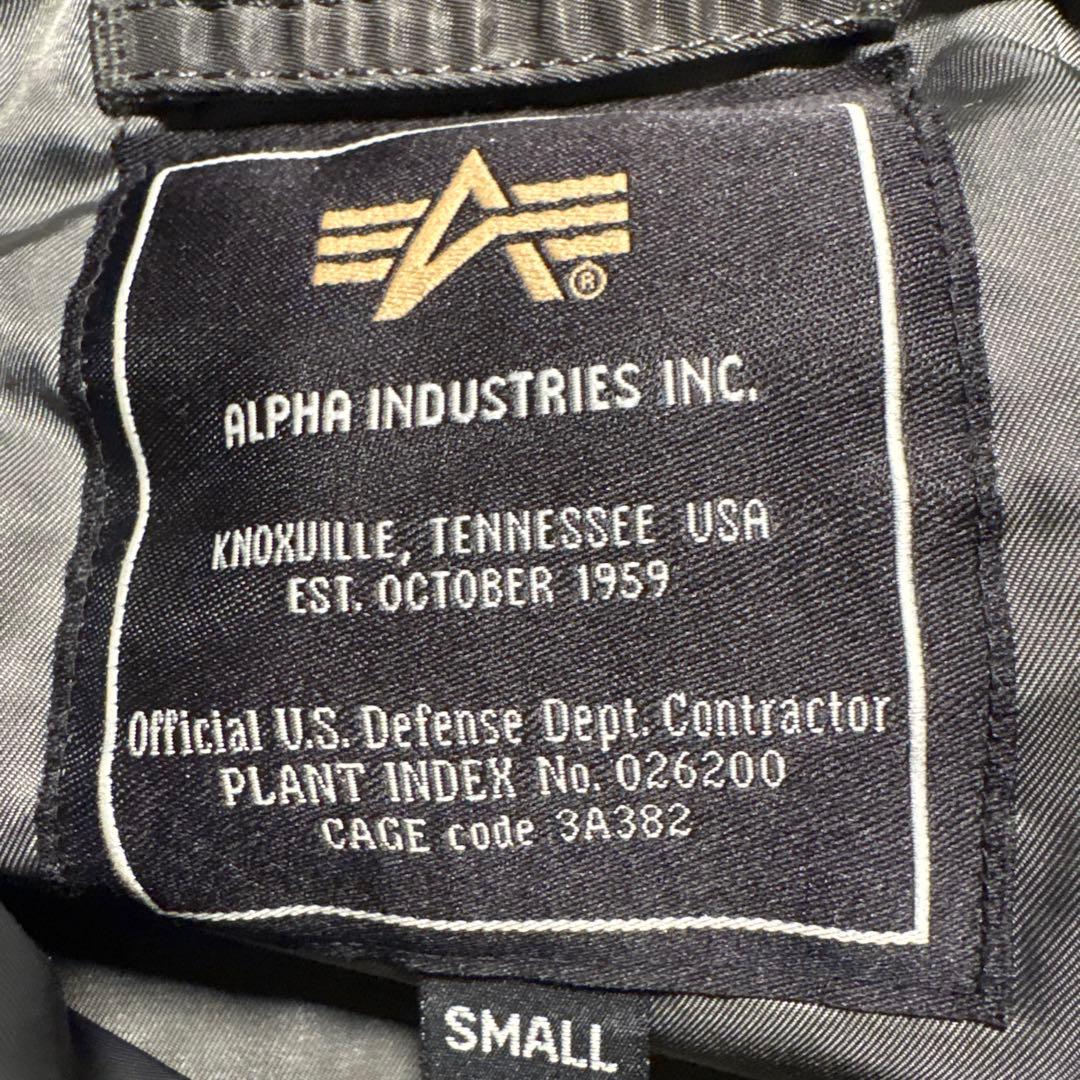 ®
ALPHA INDUSTRIES INC.
KNOXVILLE, TENNESSEE USA
EST. OCTOBER 1959
Official U.S. Defense Dept. Contractor
PLANT INDEX No. 026200
CAGE code 3A382
SMALL